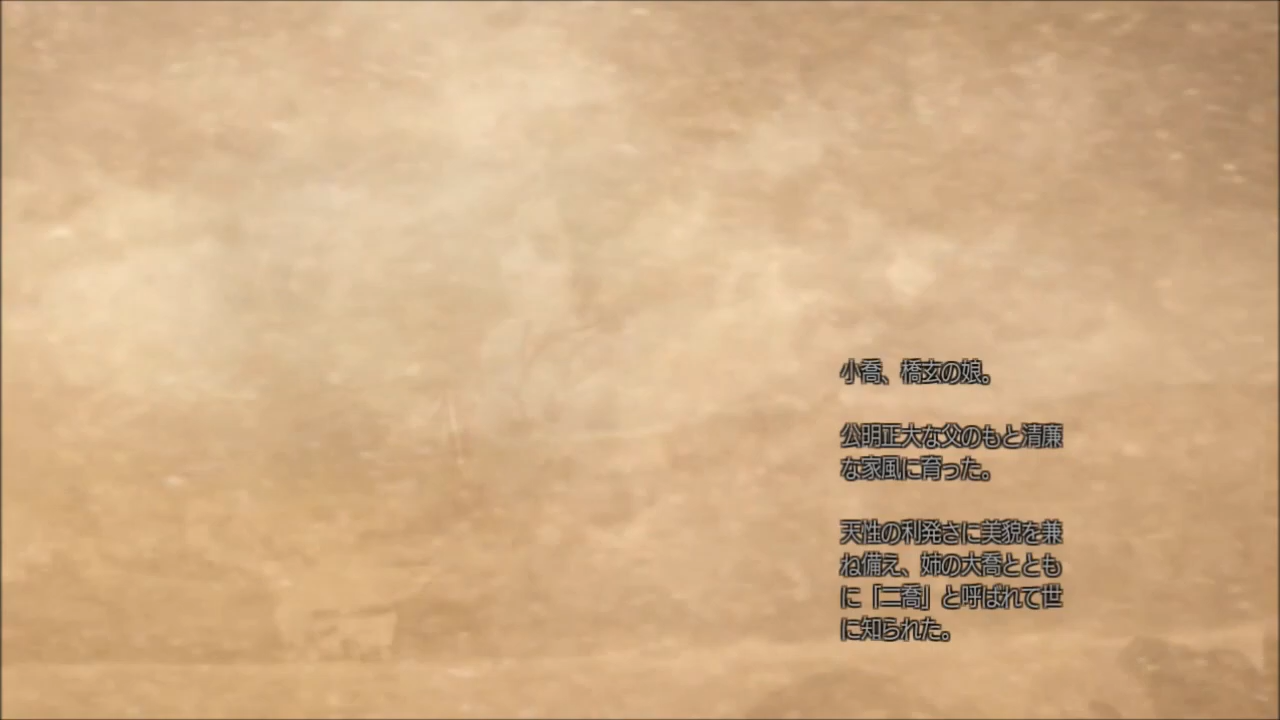 小喬、橋玄の娘。
公明正大な父のもと清廉
な家風に育った。
天性の利発さに美貌を兼
ね備え、姉の大喬ととも
に「二喬」と呼ばれて世
に知られた。